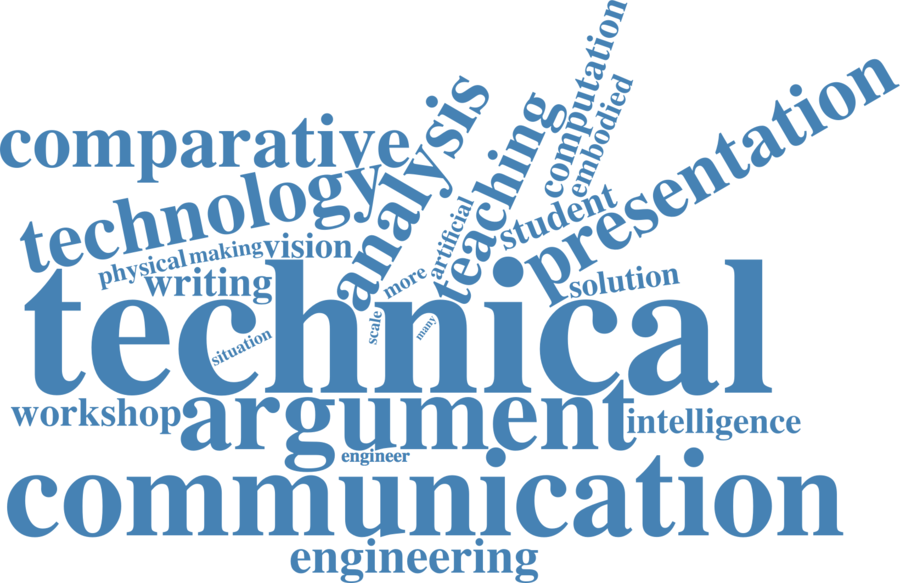 computation
embodied
presentation
comparative
analysis
teaching
technology
student
artificial
physical
making
vision
writing
more
solution
technical
scale
many
situation
workshop
argument
intelligence
engineer
communication
engineering